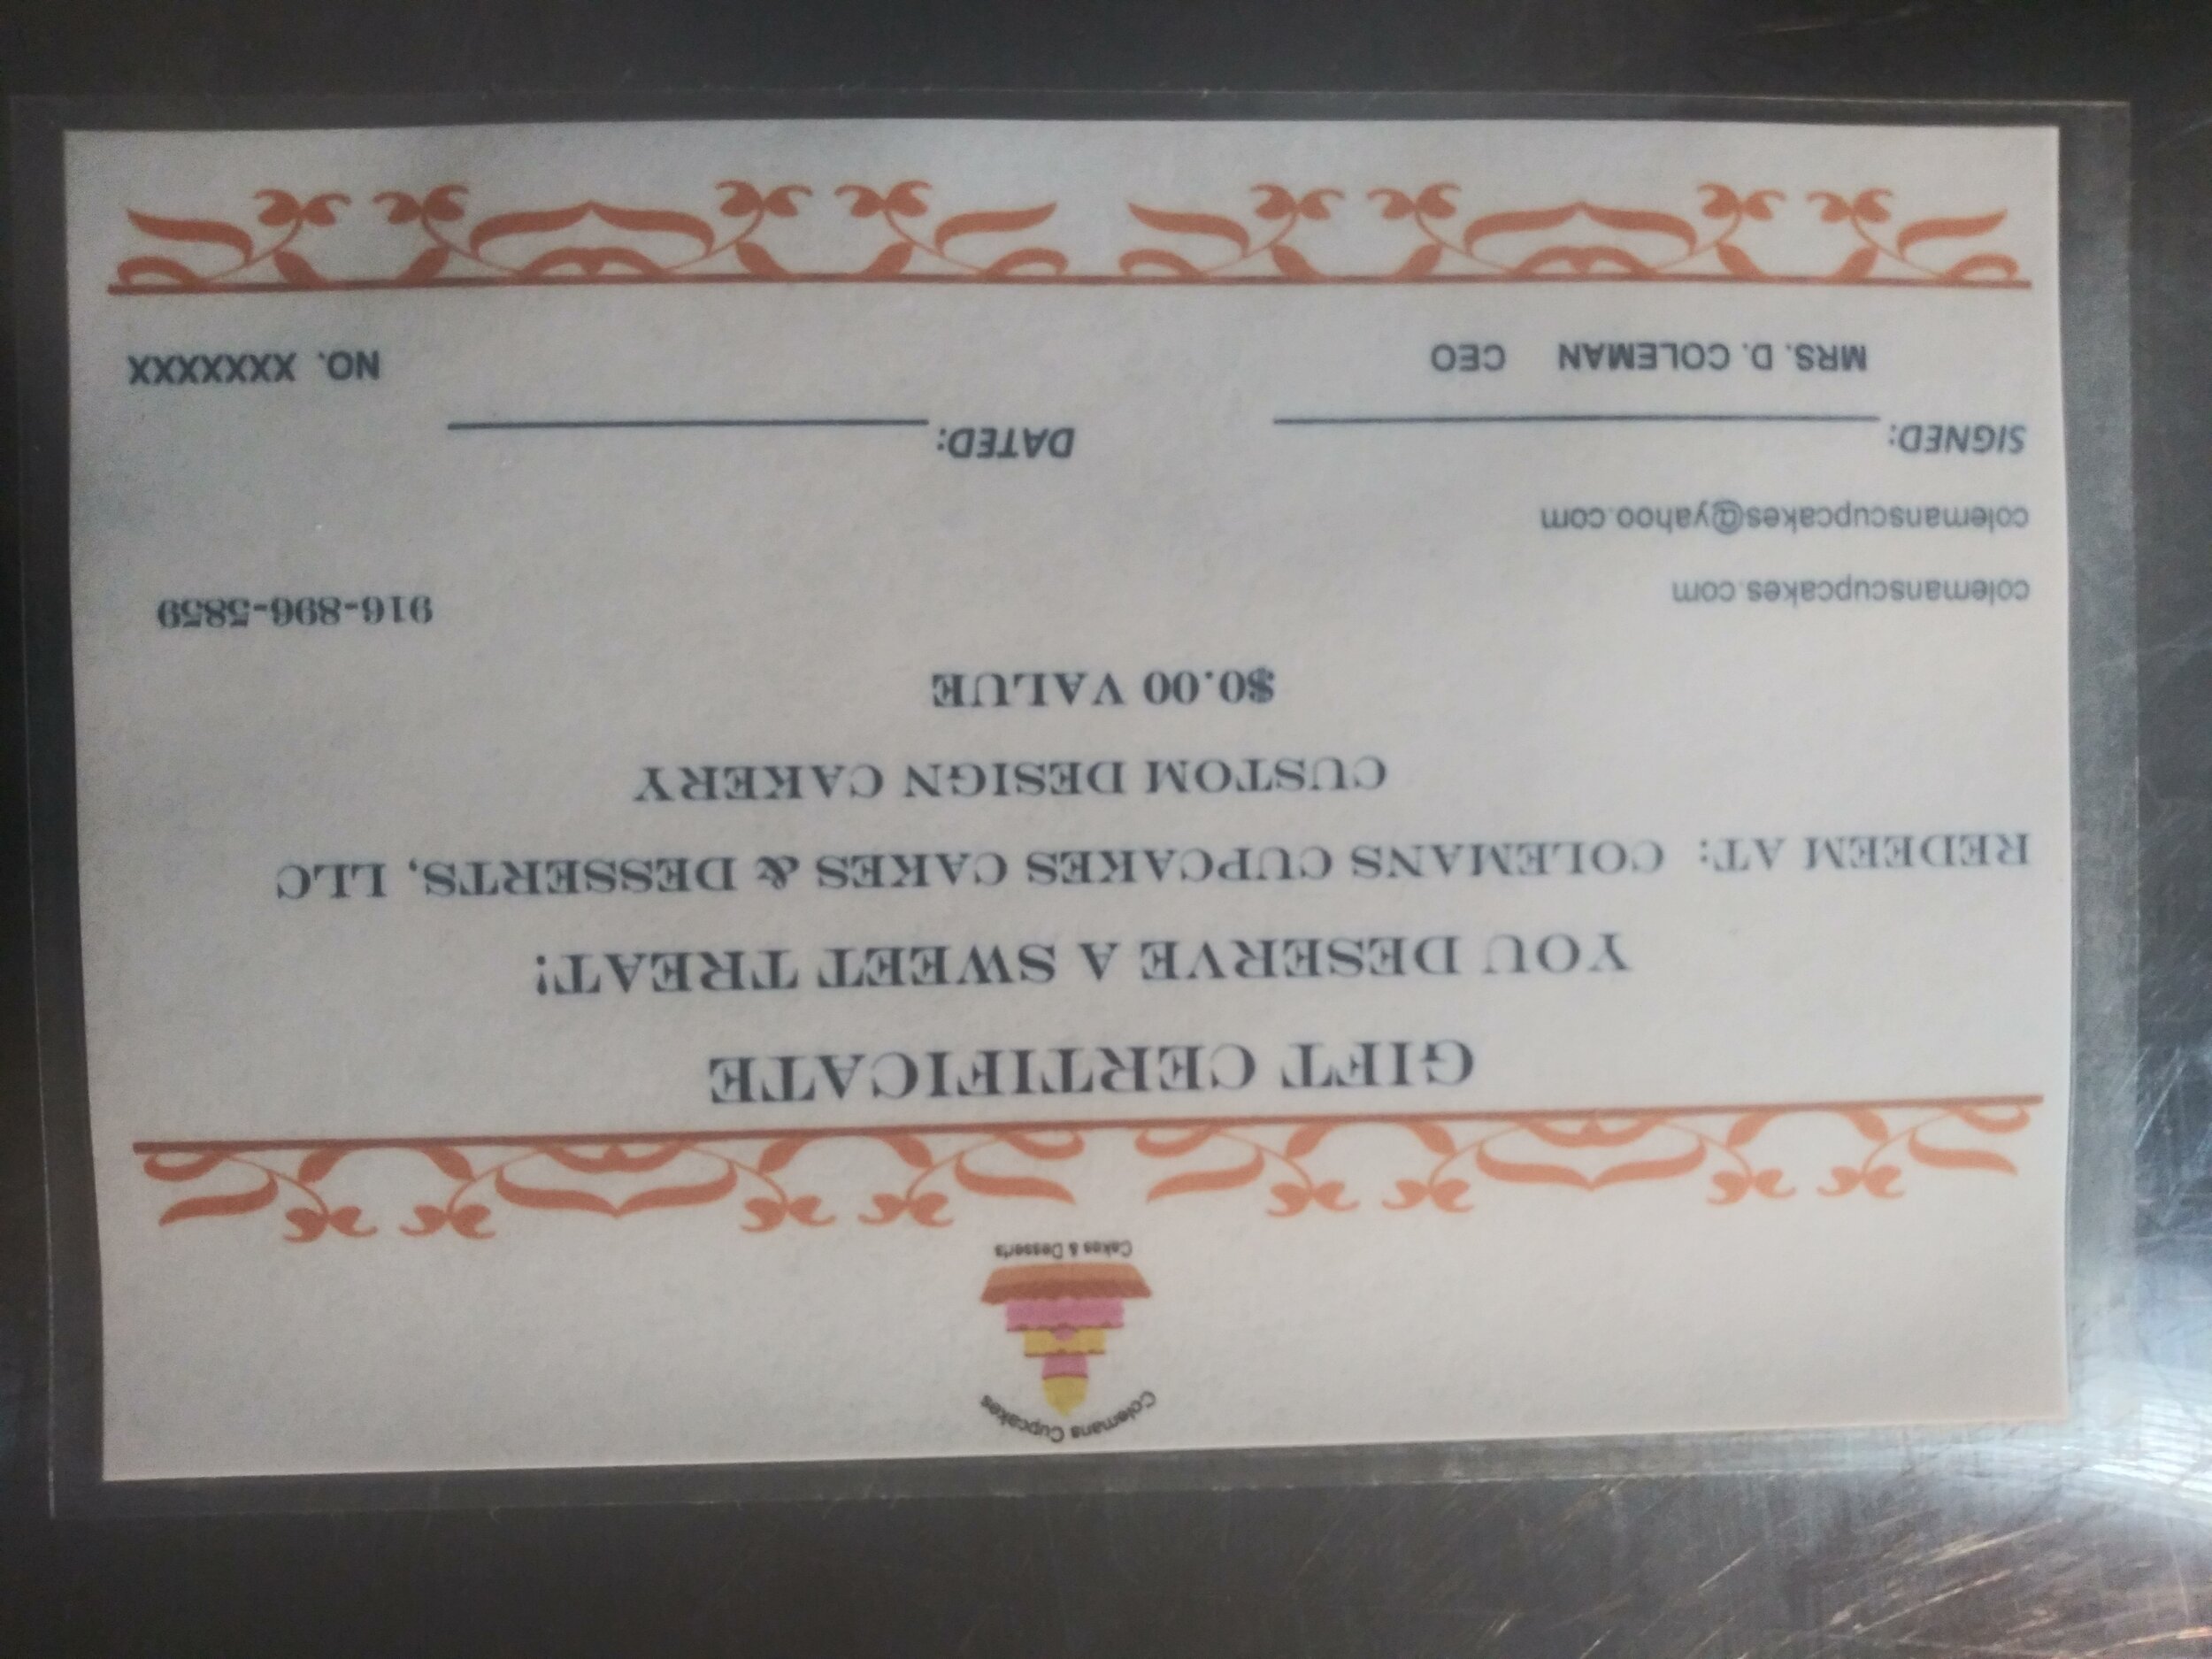 Colemans Cupcakes
Cakes & Desserts
GIFT CERTIFICATE
YOU DESERVE A SWEET TREAT!
REDEEM AT: COLEMANS CUPCAKES CAKES & DESSERTS, LLC
CUSTOM DESIGN CAKERY
$0.00 VALUE
colemanscupcakes.com 916-896-5859
colemanscupcakes@yahoo.com
SIGNED: DATED:
MRS. D. COLEMAN CEO NO. XXXXXXX